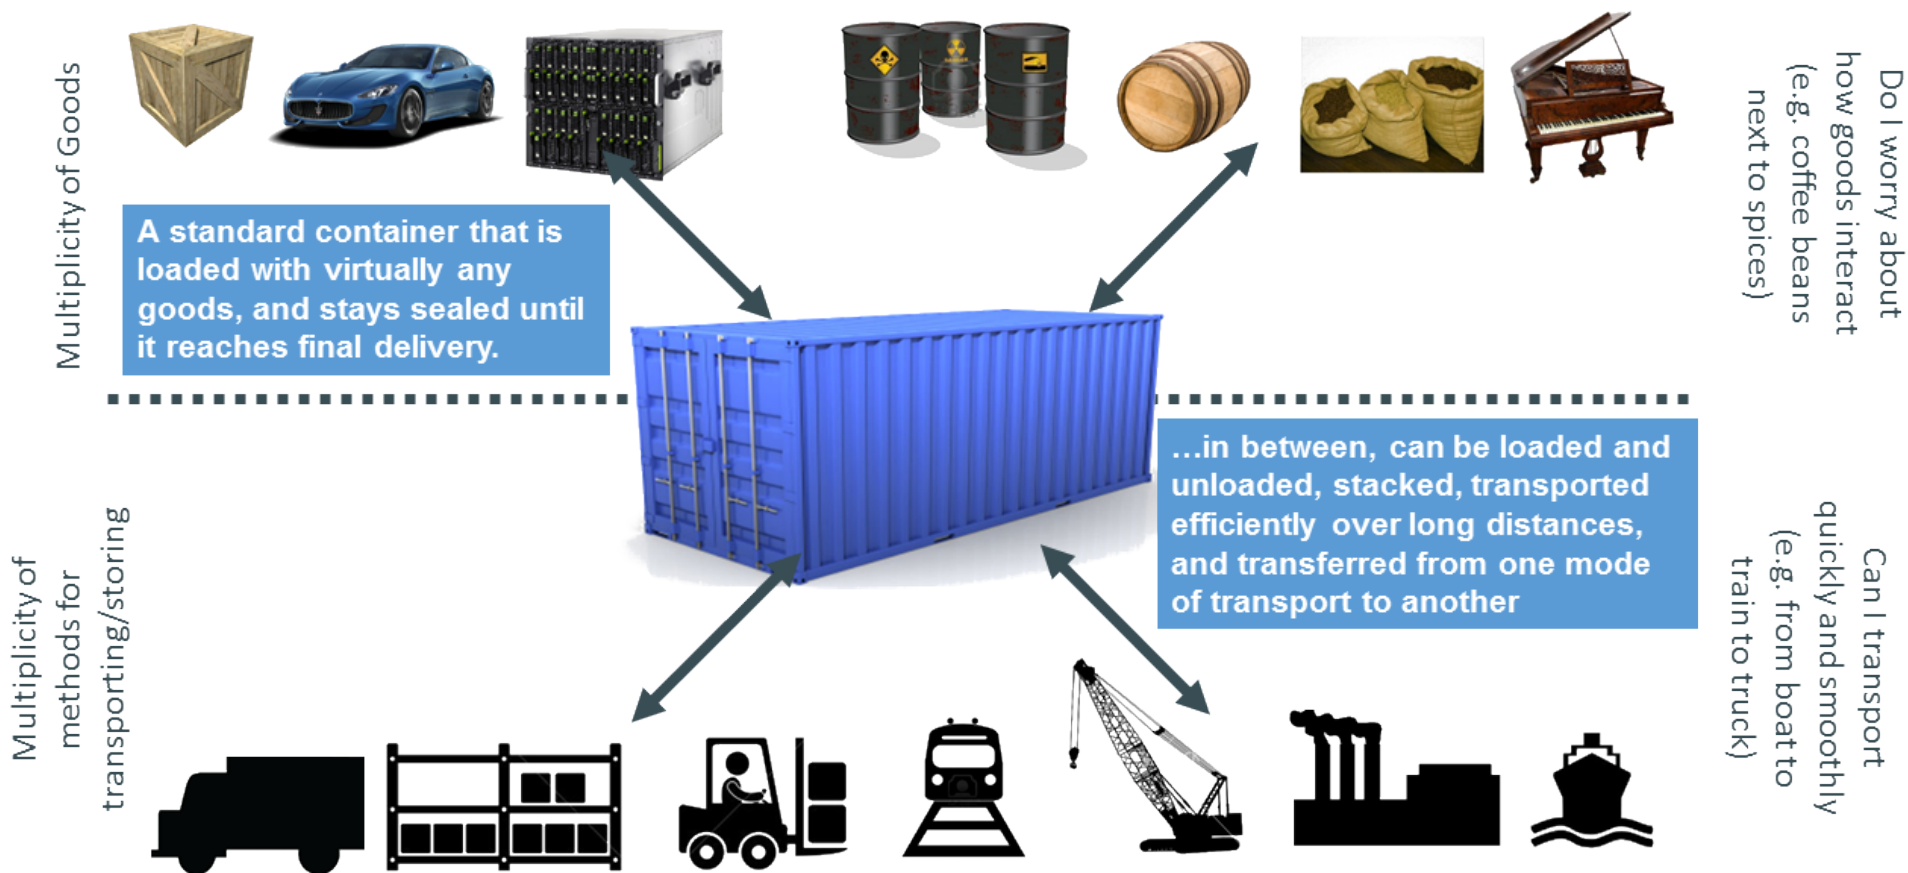 Multiplicity of Goods
A standard container that is
loaded with virtually any
goods, and stays sealed until
it reaches final delivery.
Do I worry about
how goods interact
(e.g. coffee beans
next to spices)
Multiplicity of
methods for
transporting/storing
...in between, can be loaded and
unloaded, stacked, transported
efficiently over long distances,
and transferred from one mode
of transport to another
Can I transport
quickly and smoothly
(e.g. from boat to
train to truck)